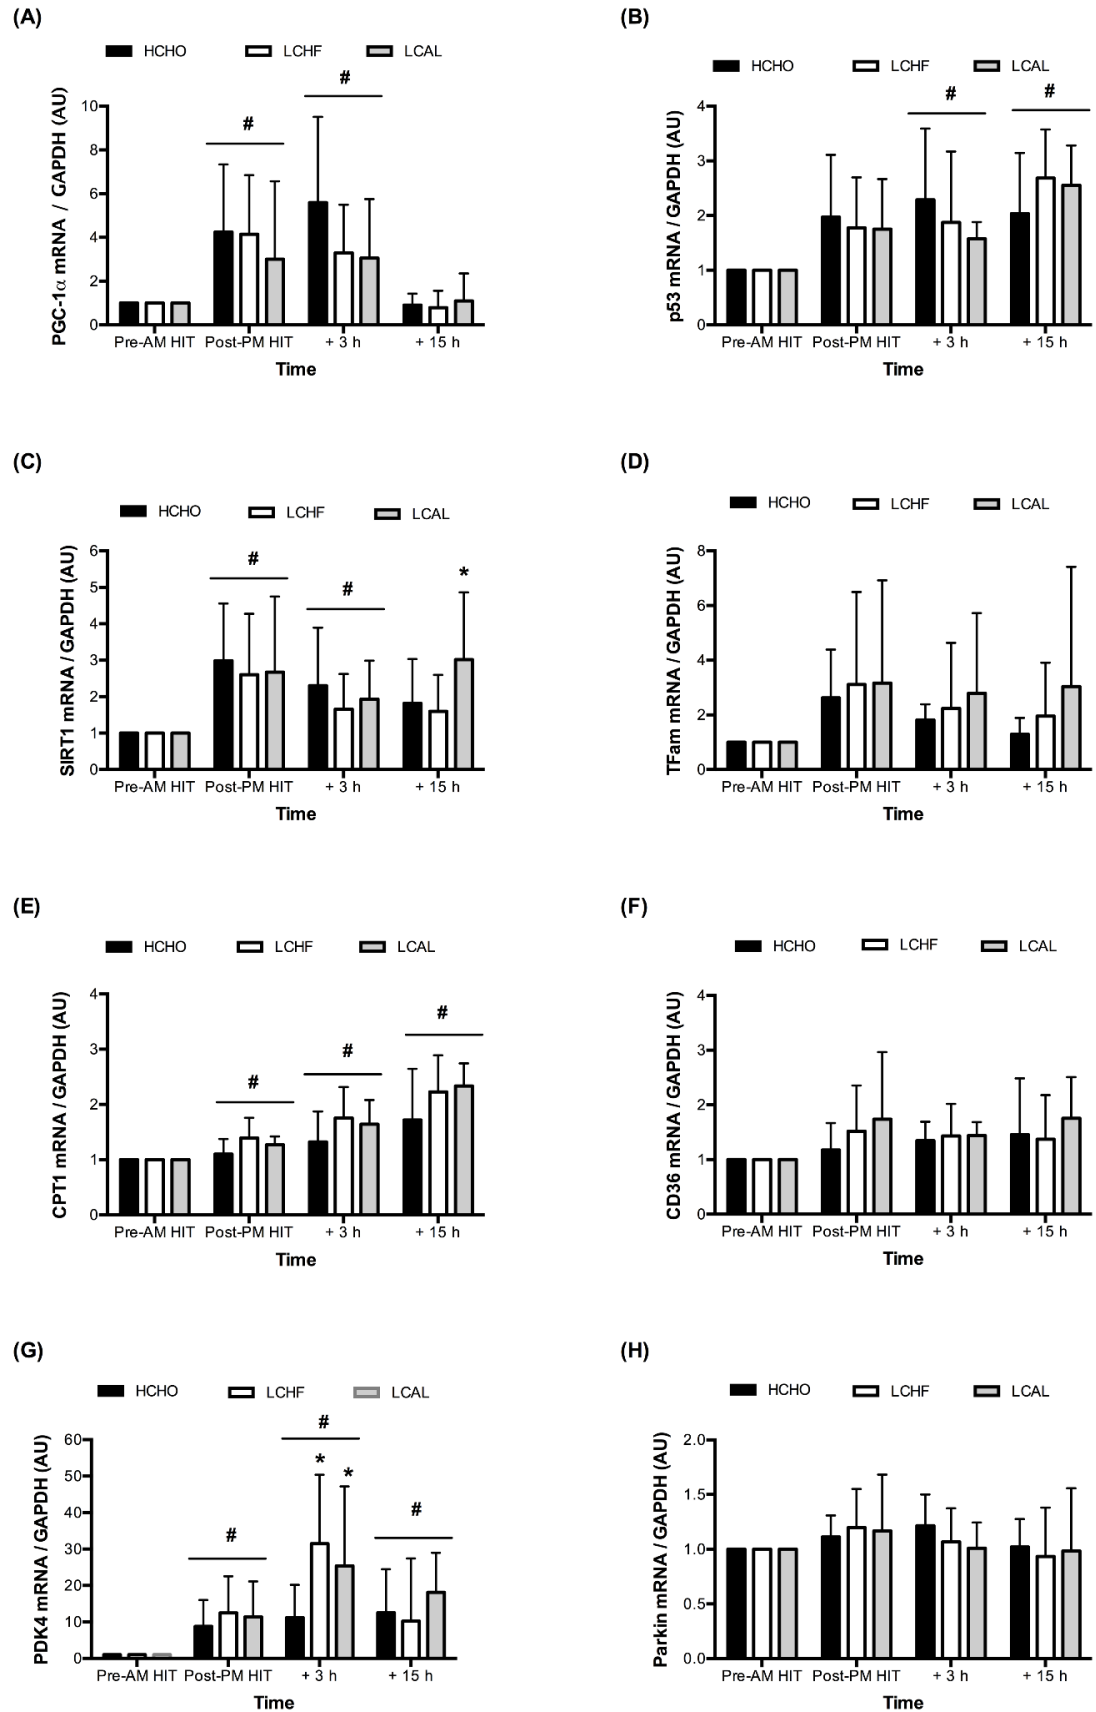 (A)
HCHO LCHF LCAL
#
#
10
8
6
4
2
0
PGC-1α mRNA / GAPDH (AU)
Pre-AM HIT Post-PM HIT + 3 h + 15 h
Time
(B)
HCHO LCHF LCAL
# #
4
3
2
1
0
p53 mRNA / GAPDH (AU)
Pre-AM HIT Post-PM HIT + 3 h + 15 h
Time
(C)
HCHO LCHF LCAL
#
#
*
6
5
4
3
2
1
0
SIRT1 mRNA / GAPDH (AU)
Pre-AM HIT Post-PM HIT + 3 h + 15 h
Time
(D)
HCHO LCHF LCAL
8
6
4
2
0
TFam mRNA / GAPDH (AU)
Pre-AM HIT Post-PM HIT + 3 h + 15 h
Time
(E)
HCHO LCHF LCAL
#
#
#
4
3
2
1
0
CPT1 mRNA / GAPDH (AU)
Pre-AM HIT Post-PM HIT + 3 h + 15 h
Time
(F)
HCHO LCHF LCAL
4
3
2
1
0
CD36 mRNA / GAPDH (AU)
Pre-AM HIT Post-PM HIT + 3 h + 15 h
Time
(G)
HCHO LCHF LCAL
#
* *
#
#
60
50
40
30
20
10
0
PDK4 mRNA / GAPDH (AU)
Pre-AM HIT Post-PM HIT + 3 h + 15 h
Time
(H)
HCHO LCHF LCAL
2.0
1.5
1.0
0.5
0.0
Parkin mRNA / GAPDH (AU)
Pre-AM HIT Post-PM HIT + 3 h + 15 h
Time